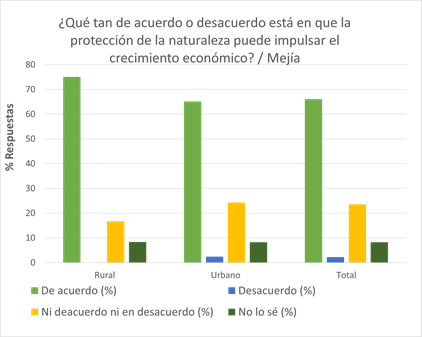 ¿Qué tan de acuerdo o desacuerdo está en que la
protección de la naturaleza puede impulsar el
crecimiento económico? / Mejía
% Respuestas
80
70
60
50
40
30
20
10
0
Rural Urbano Total
De acuerdo (%) Desacuerdo (%)
Ni deacuerdo ni en desacuerdo (%) No lo sé (%)